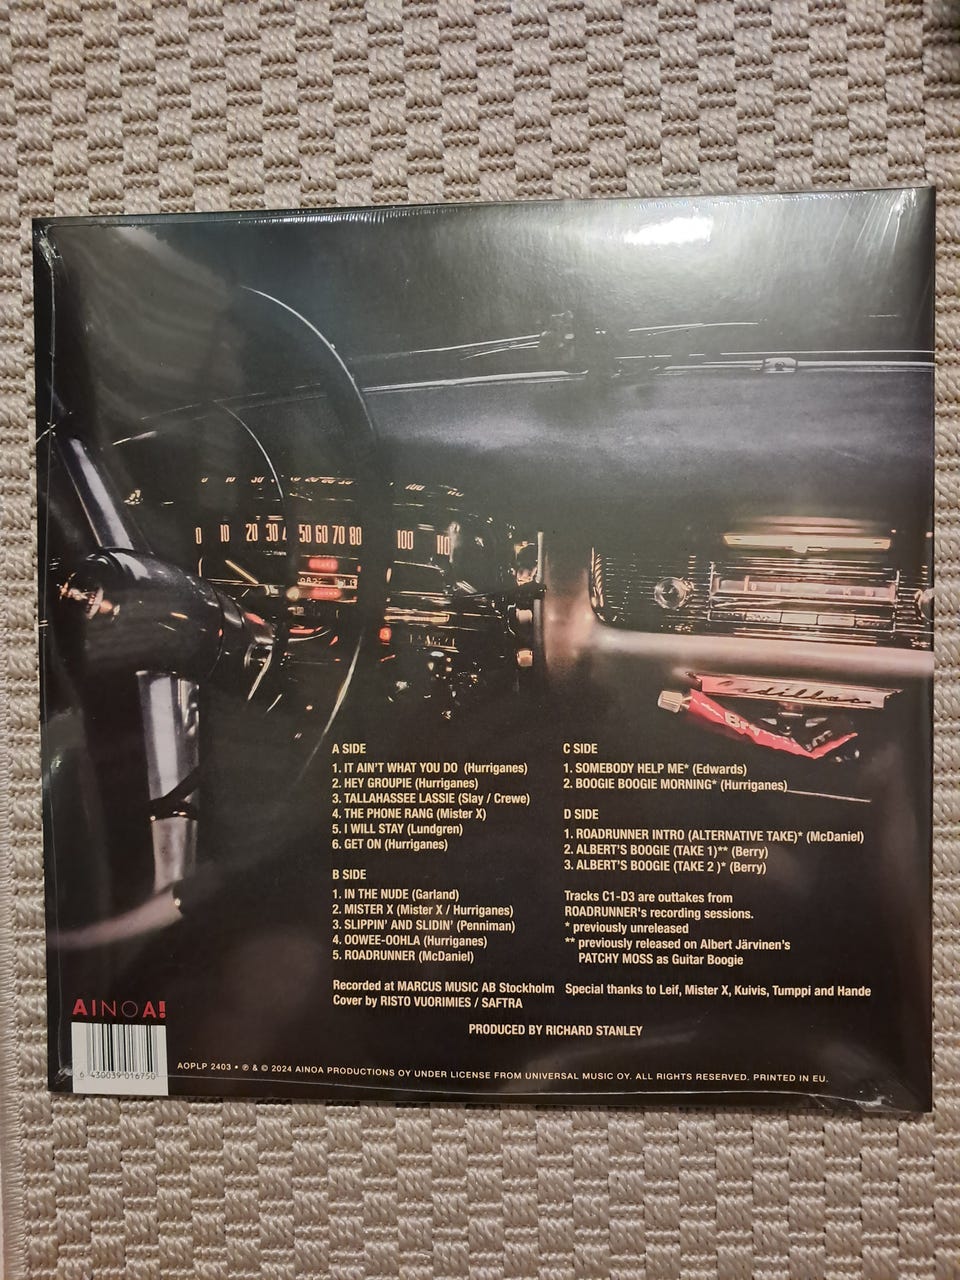 0 10 20 30 4 50 60 70 80 100 110
Cadillac
A SIDE
1. IT AIN'T WHAT YOU DO (Hurriganes)
2. HEY GROUPIE (Hurriganes)
3. TALLAHASSEE LASSIE (Slay / Crewe)
4. THE PHONE RANG (Mister X)
5. I WILL STAY (Lundgren)
6. GET ON (Hurriganes)
B SIDE
1. IN THE NUDE (Garland)
2. MISTER X (Mister X / Hurriganes)
3. SLIPPIN' AND SLIDIN' (Penniman)
4. OOWEE-OOHLA (Hurriganes)
5. ROADRUNNER (McDaniel)
Recorded at MARCUS MUSIC AB Stockholm
Cover by RISTO VUORIMIES / SAFTRA
C SIDE
1. SOMEBODY HELP ME* (Edwards)
2. BOOGIE BOOGIE MORNING* (Hurriganes)
D SIDE
1. ROADRUNNER INTRO (ALTERNATIVE TAKE)* (McDaniel)
2. ALBERT'S BOOGIE (TAKE 1)** (Berry)
3. ALBERT'S BOOGIE (TAKE 2 )* (Berry)
Tracks C1-D3 are outtakes from
ROADRUNNER's recording sessions.
* previously unreleased
** previously released on Albert Järvinen's
PATCHY MOSS as Guitar Boogie
Special thanks to Leif, Mister X, Kuivis, Tumppi and Hande
PRODUCED BY RICHARD STANLEY
AINOA!
6 430039 016750
AOPLP 2403 • ℗ & © 2024 AINOA PRODUCTIONS OY UNDER LICENSE FROM UNIVERSAL MUSIC OY. ALL RIGHTS RESERVED. PRINTED IN EU.